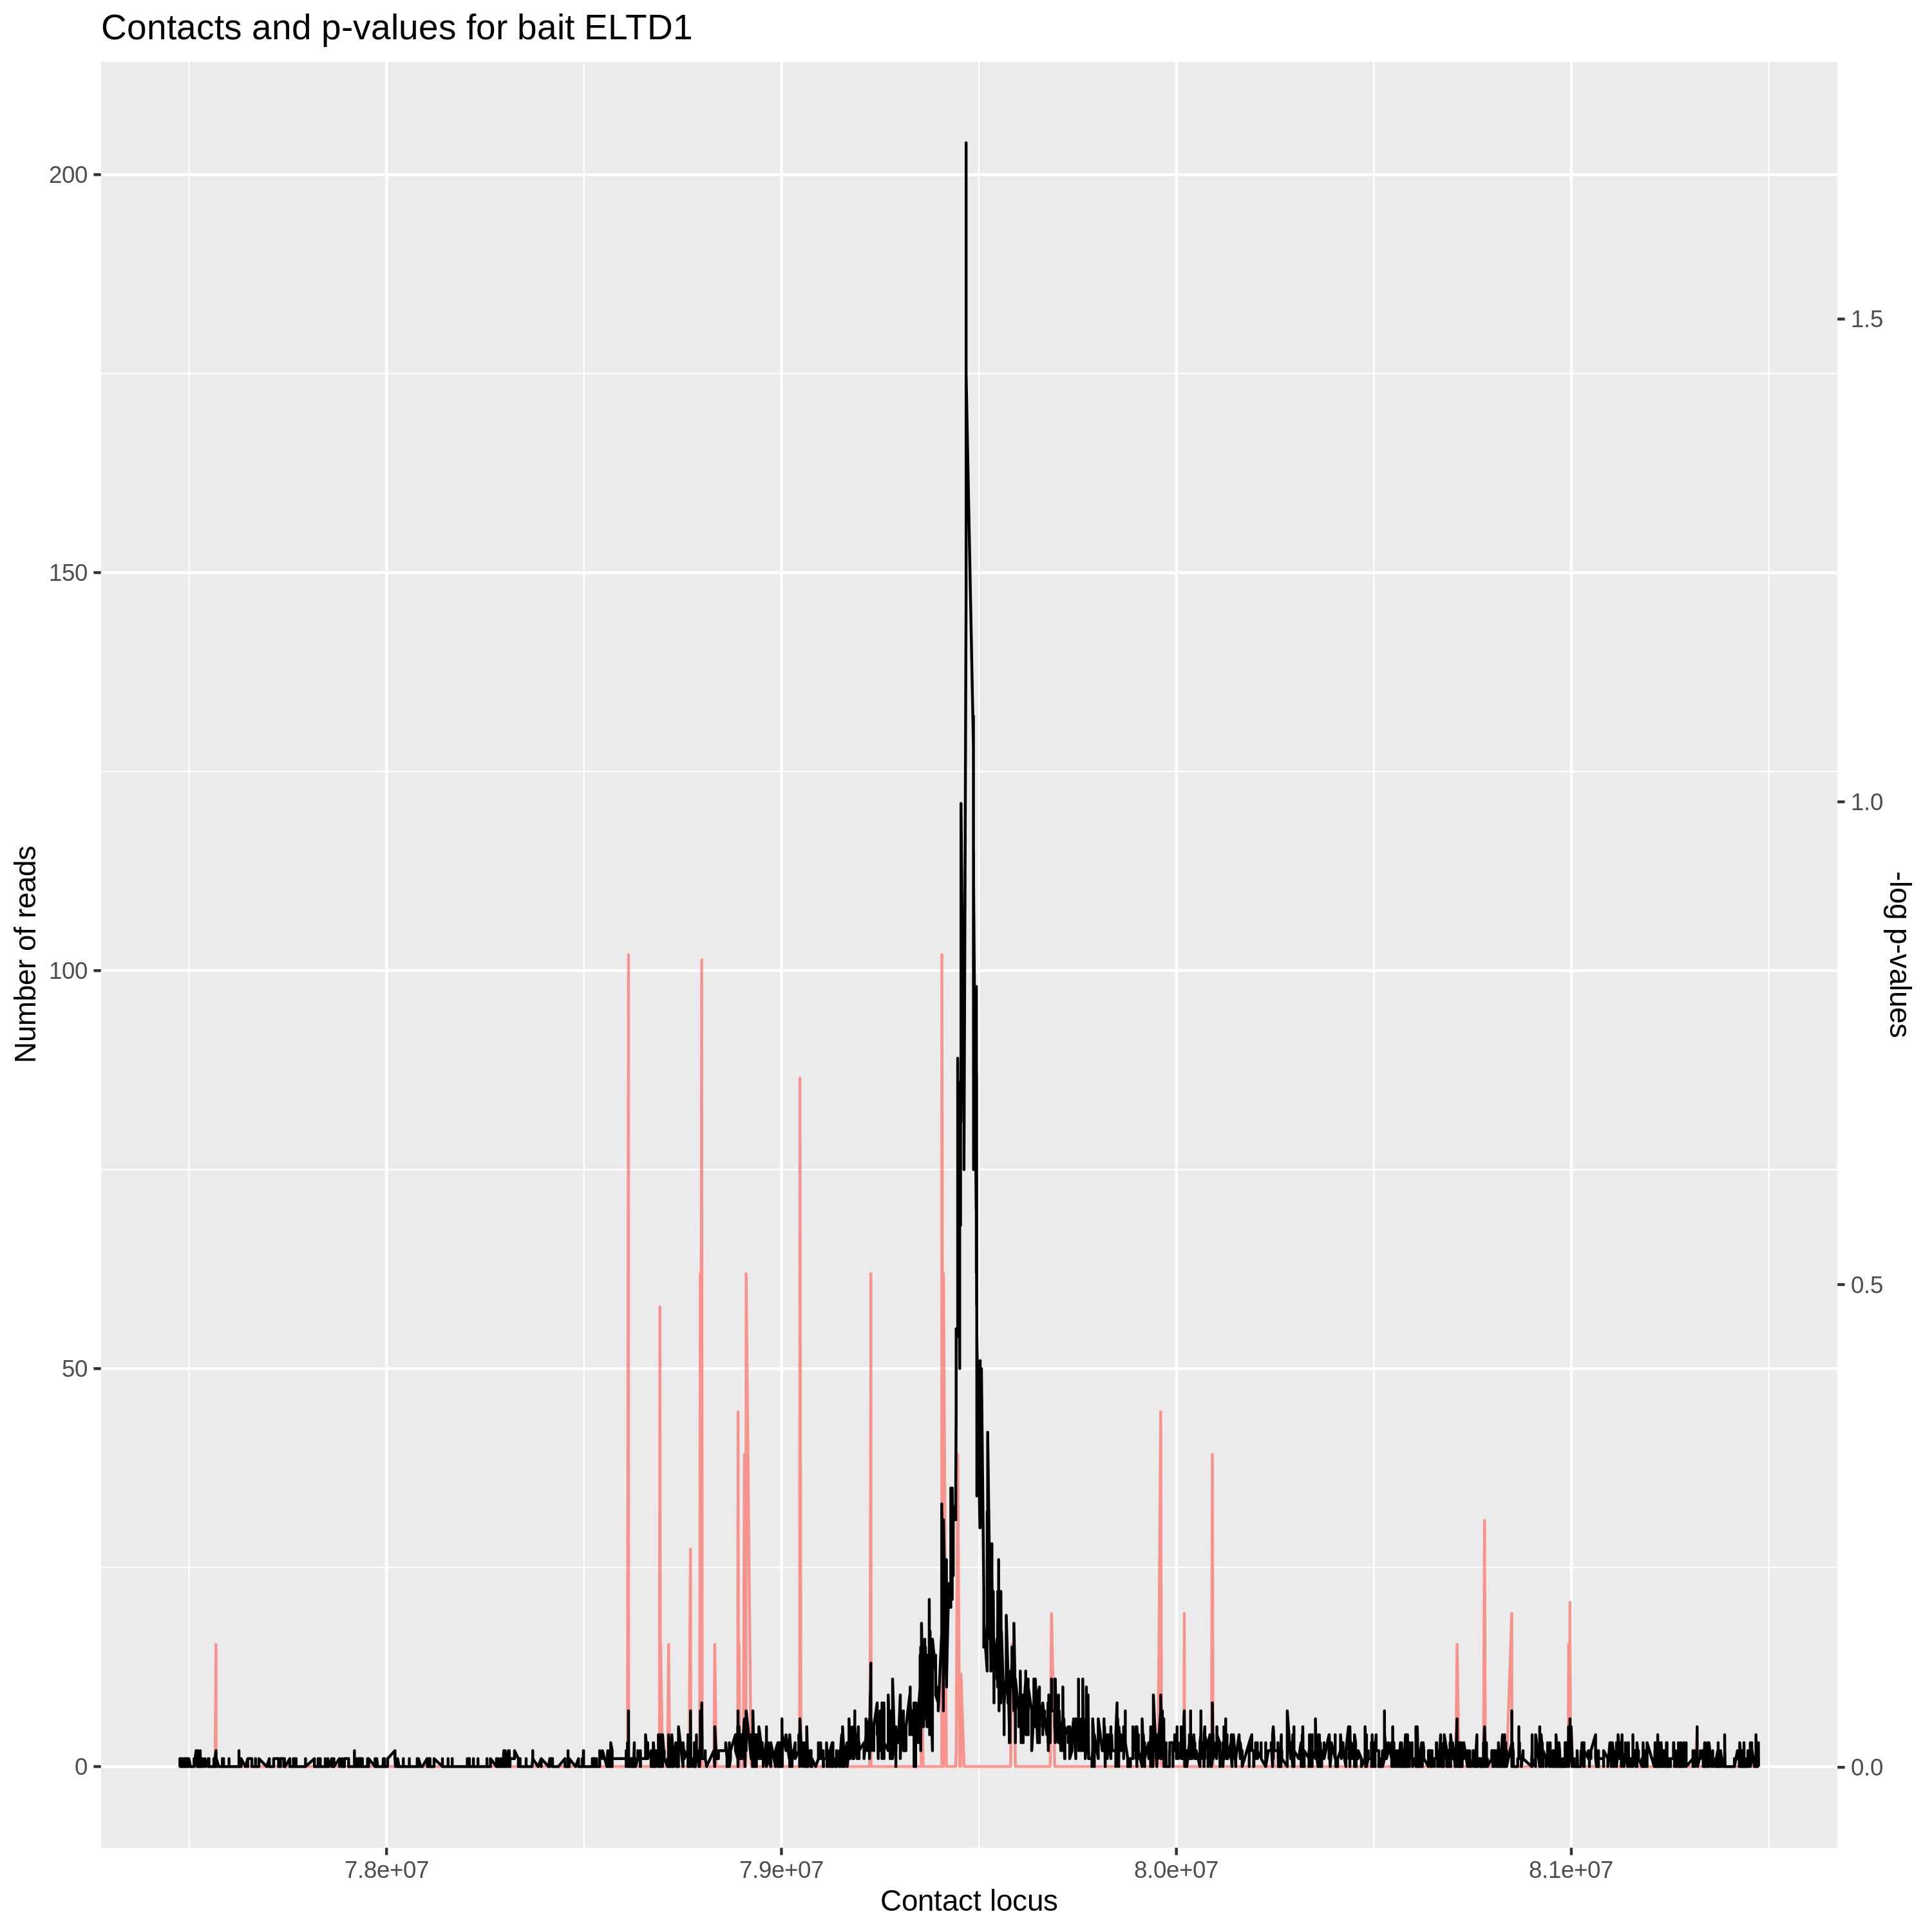 Contacts and p-values for bait ELTD1
200
150
100
50
0
Number of reads
1.5
1.0
0.5
0.0
-log p-values
7.8e+07 7.9e+07 8.0e+07 8.1e+07
Contact locus